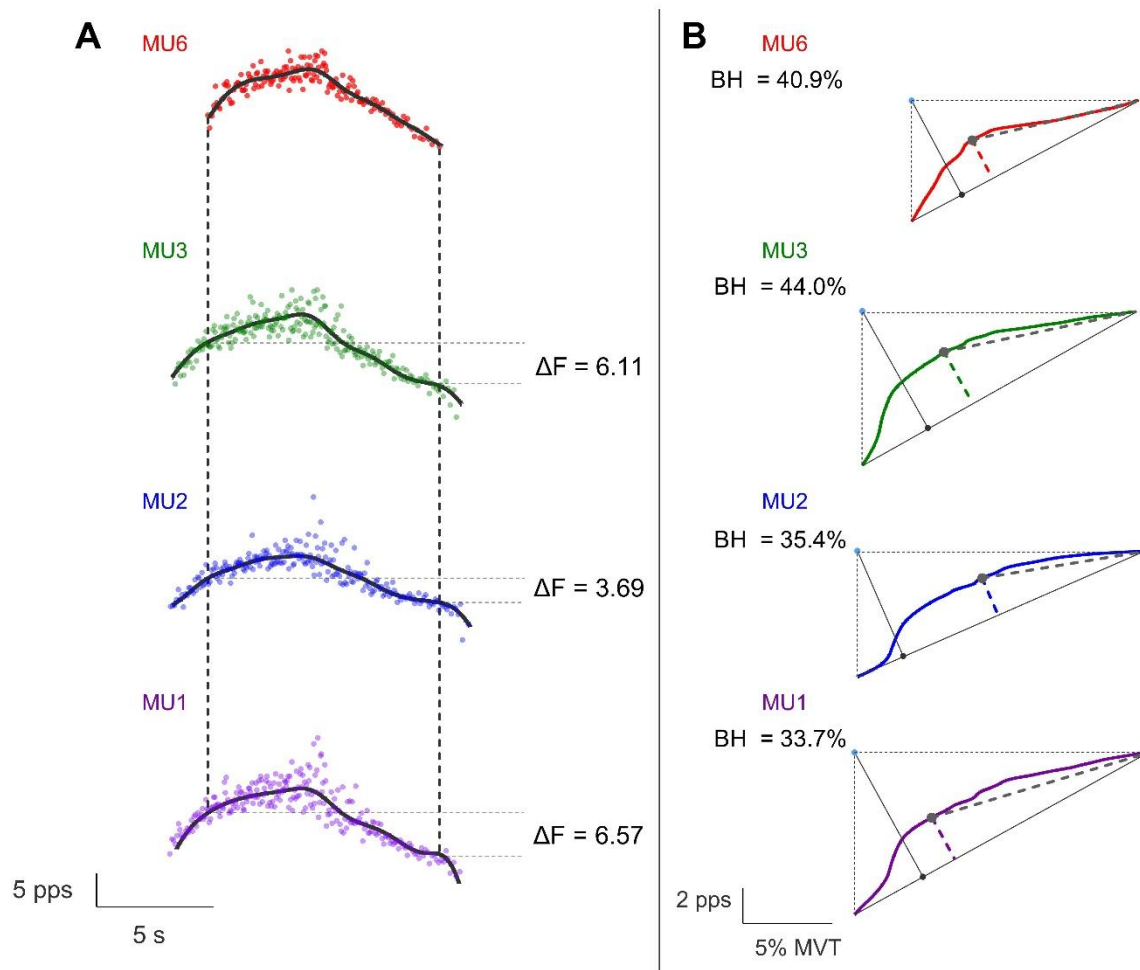 A
MU6
MU3
ΔF = 6.11
MU2
ΔF = 3.69
MU1
ΔF = 6.57
5 pps
5 s
B
MU6
BH = 40.9%
MU3
BH = 44.0%
MU2
BH = 35.4%
MU1
BH = 33.7%
2 pps
5% MVT